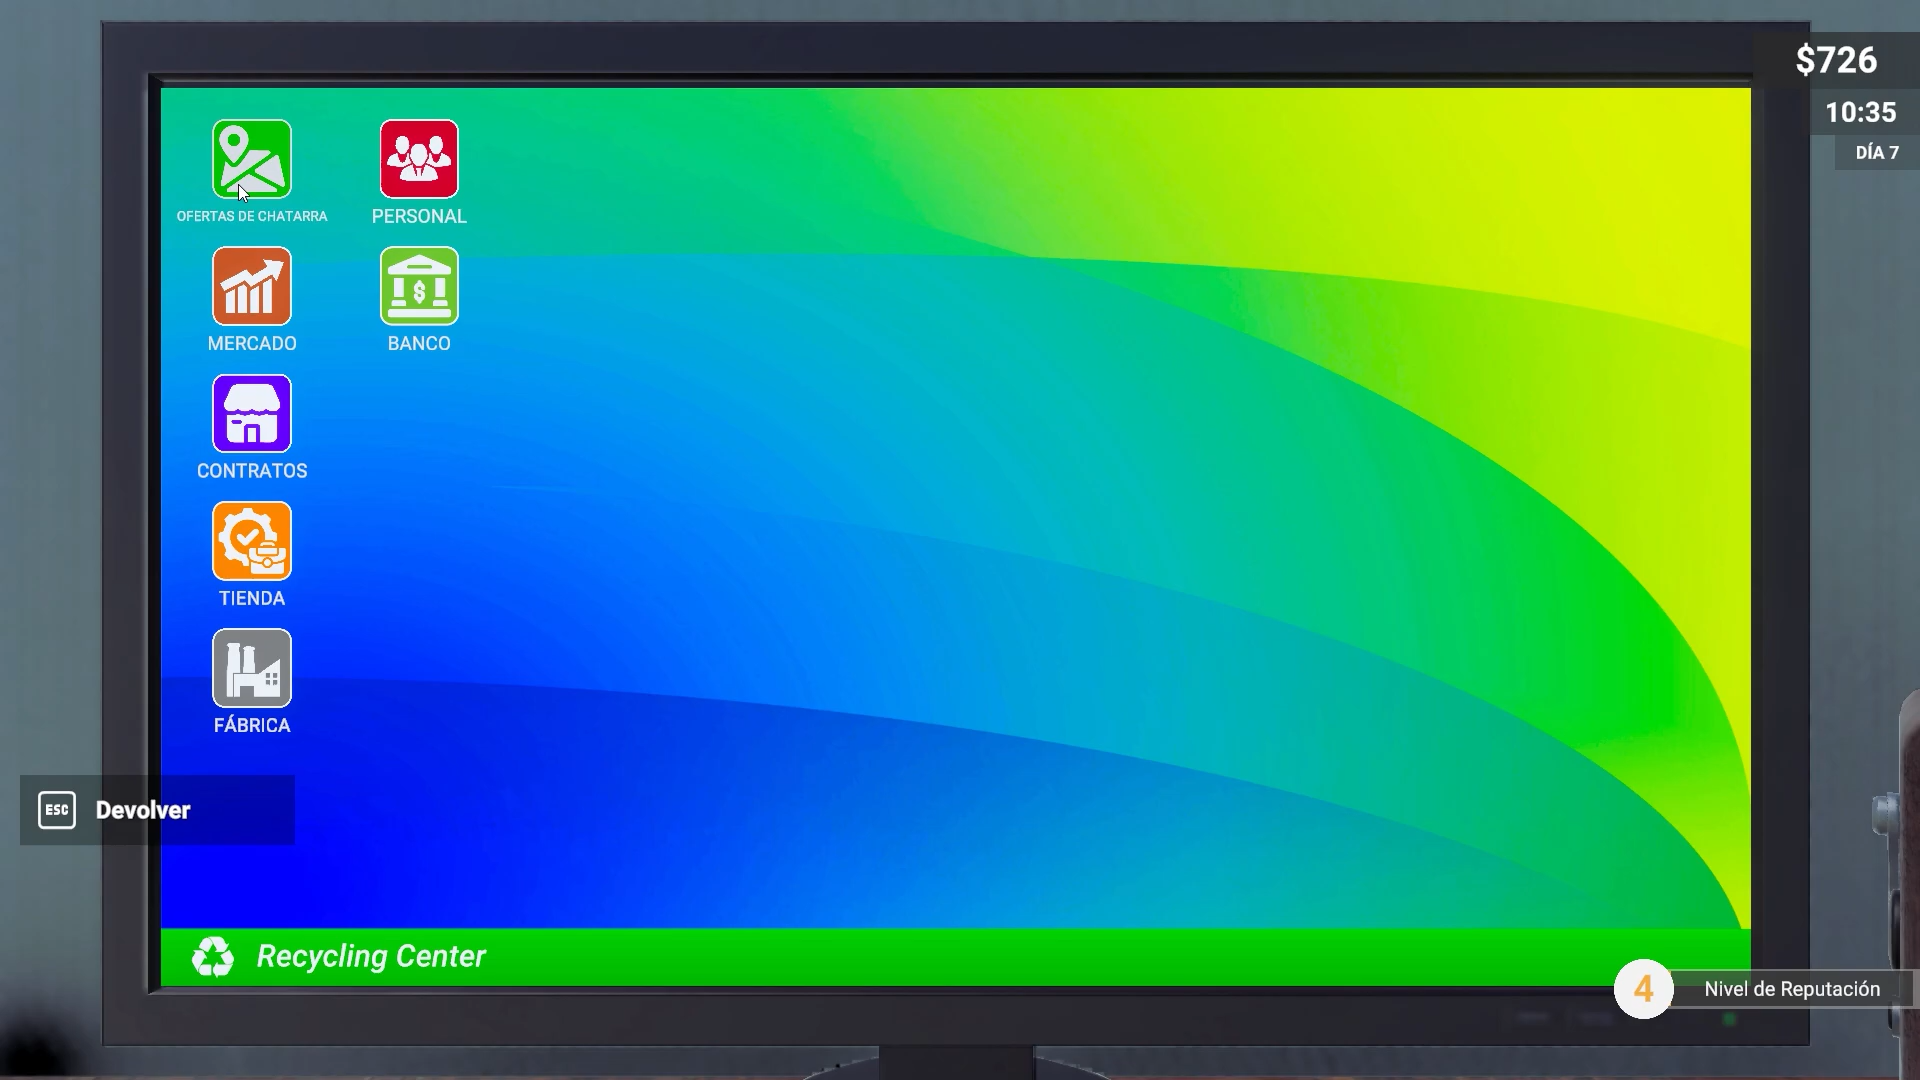 $726
10:35
DÍA 7
OFERTAS DE CHATARRA
PERSONAL
MERCADO
BANCO
CONTRATOS
TIENDA
FÁBRICA
ESC Devolver
Recycling Center
4 Nivel de Reputación